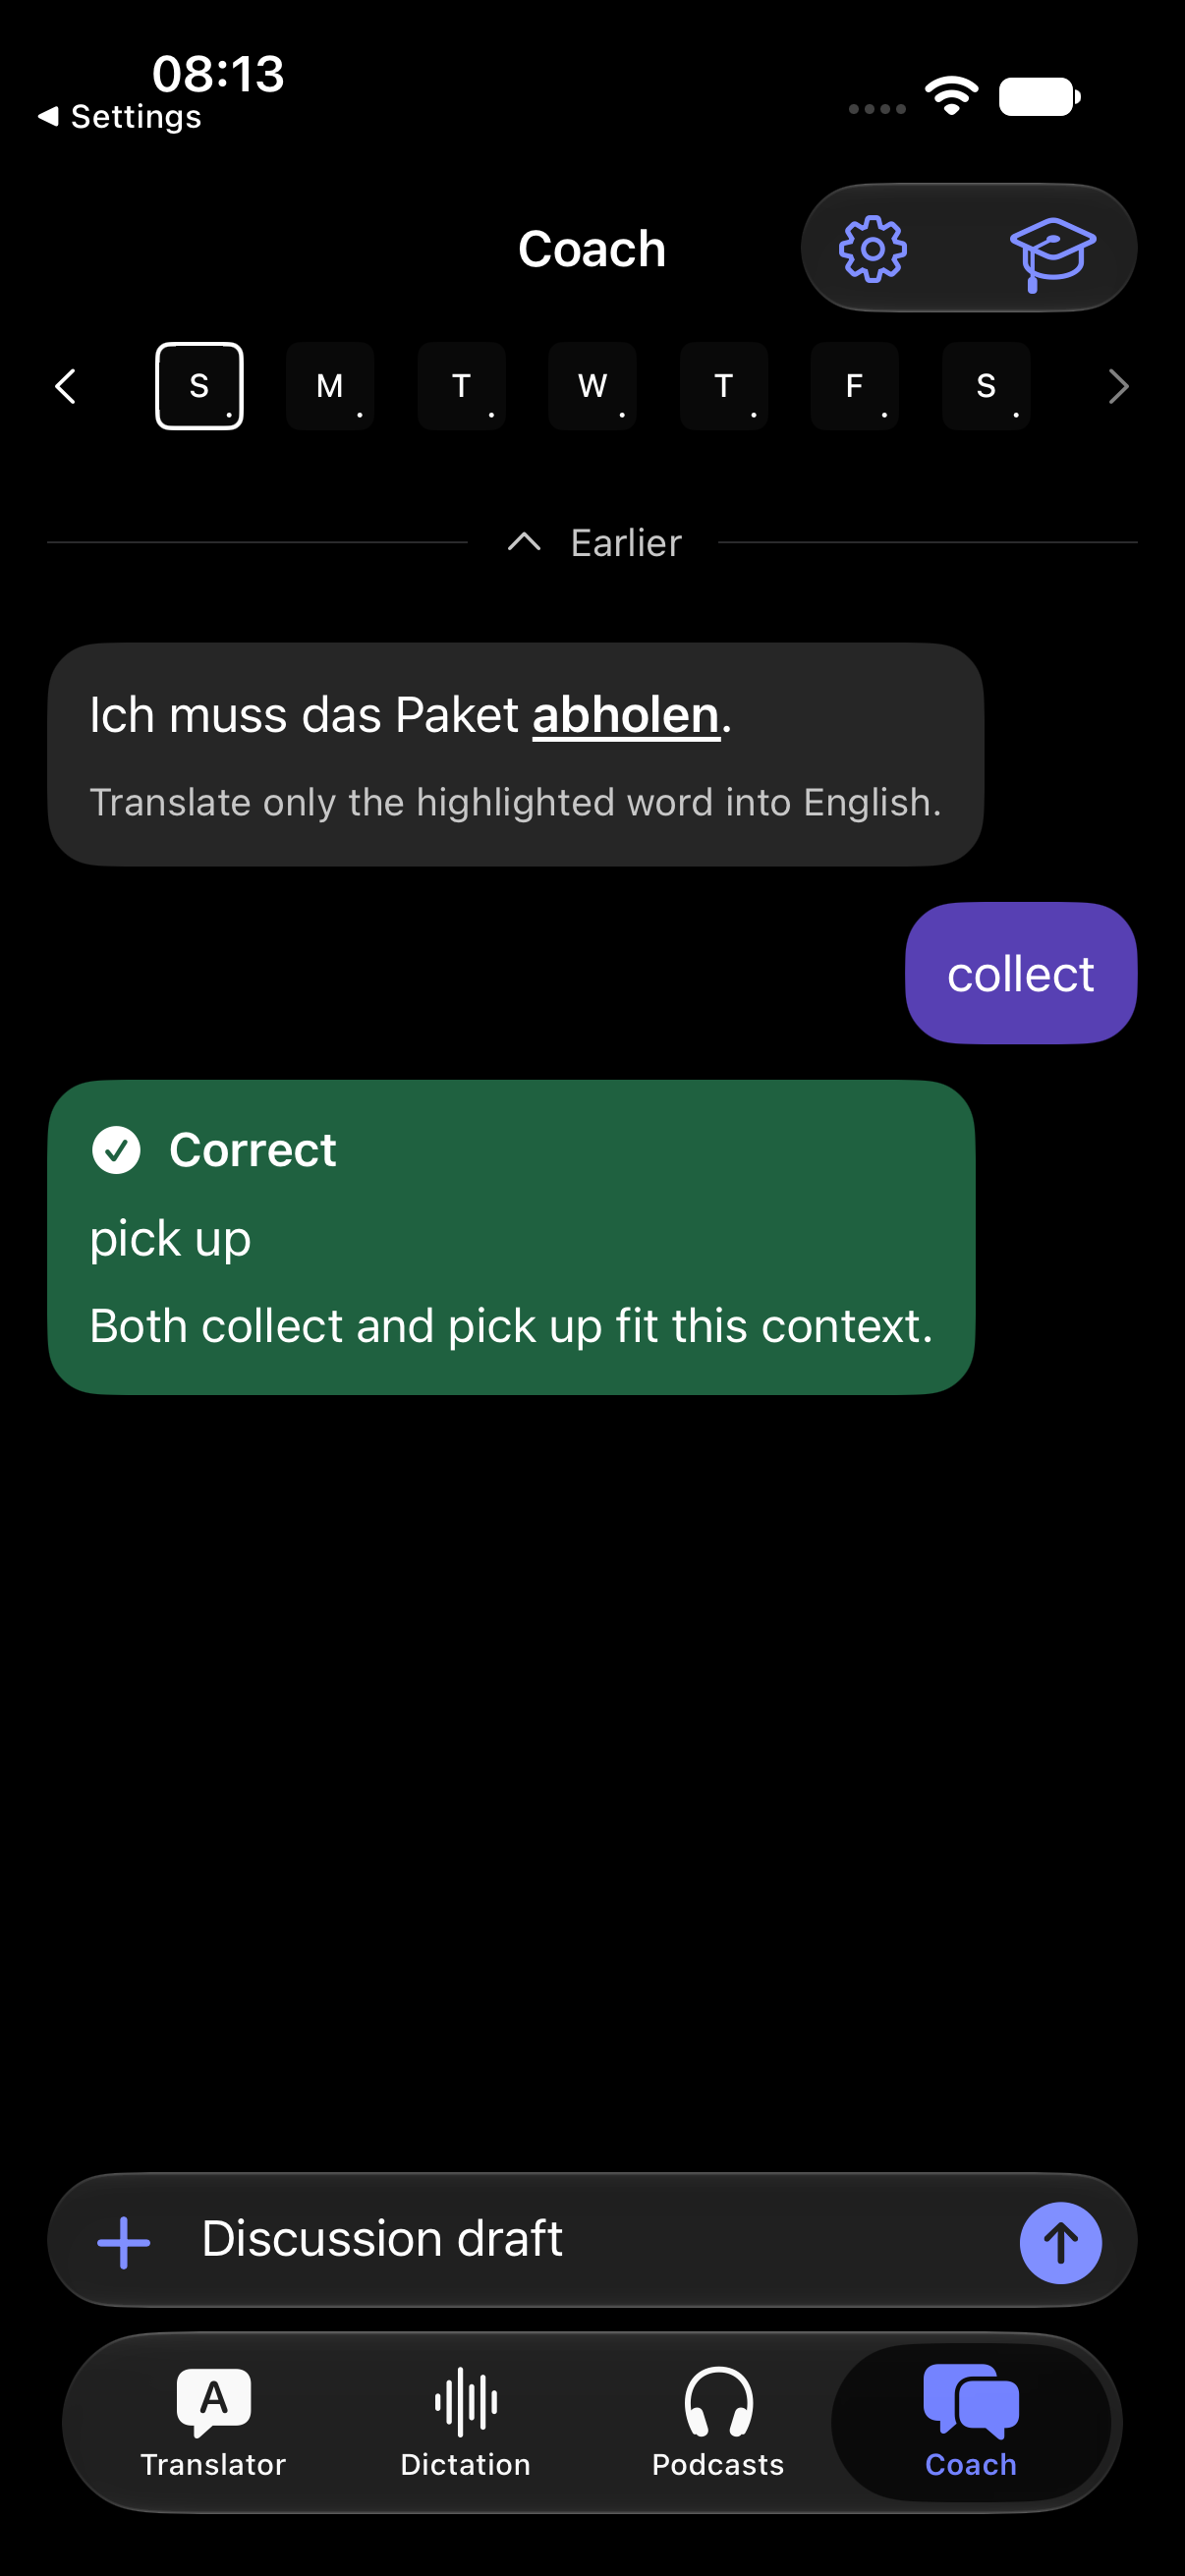 08:13
Settings
Coach
S. M. T. W. T. F. S.
Earlier
Ich muss das Paket abholen.
Translate only the highlighted word into English.
collect
Correct
pick up
Both collect and pick up fit this context.
Discussion draft
A
Translator Dictation Podcasts Coach